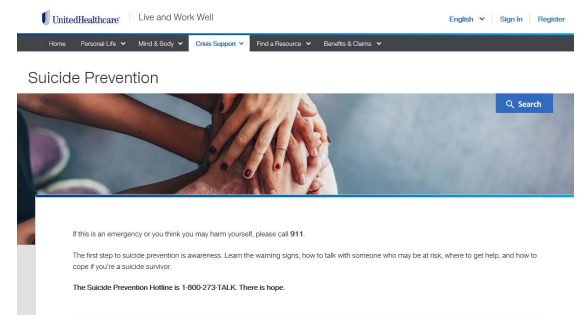 UnitedHealthcare® Live and Work Well English Sign In Register
Home Personal Life Mind & Body Crisis Support Find a Resource Benefits & Claims
Suicide Prevention
Search
If this is an emergency or you think you may harm yourself, please call 911.
The first step to suicide prevention is awareness. Learn the warning signs, how to talk with someone who may be at risk, where to get help, and how to
cope if you're a suicide survivor.
The Suicide Prevention Hotline is 1-800-273-TALK. There is hope.